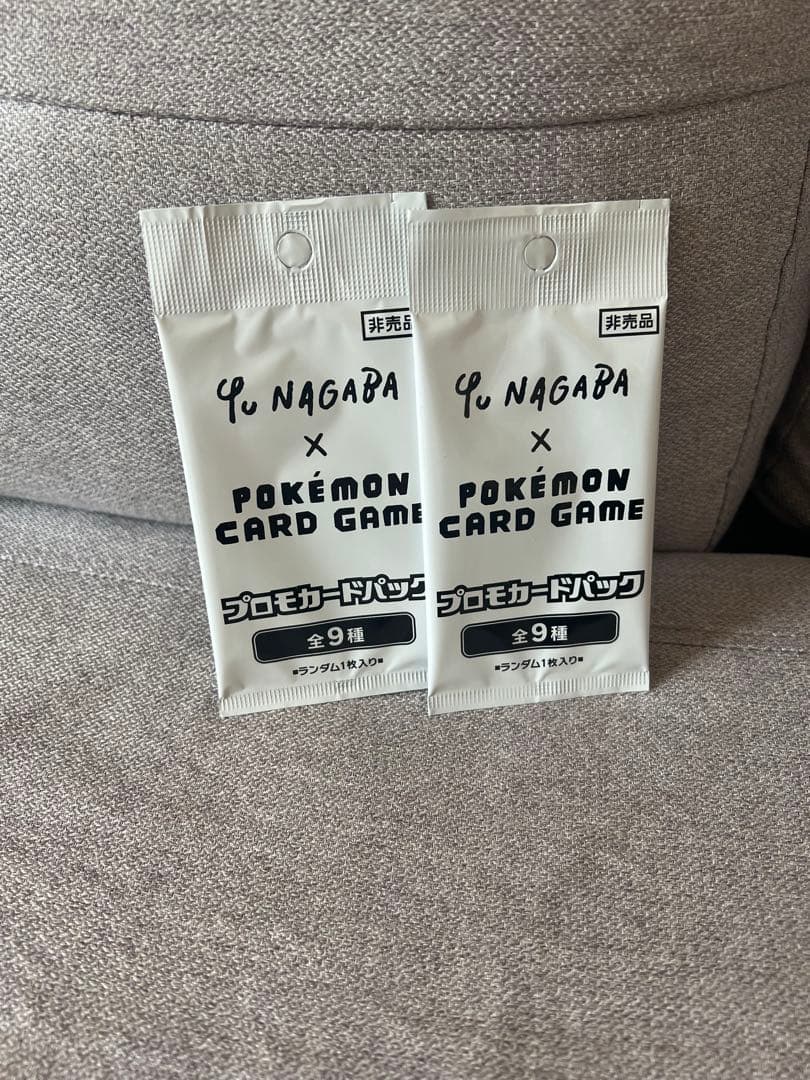 非売品
Yu NAGABA
×
POKÉMON
CARD GAME
プロモカードパック
全9種
■ランダム1枚入り■
非売品
Yu NAGABA
×
POKÉMON
CARD GAME
プロモカードパック
全9種
■ランダム1枚入り■